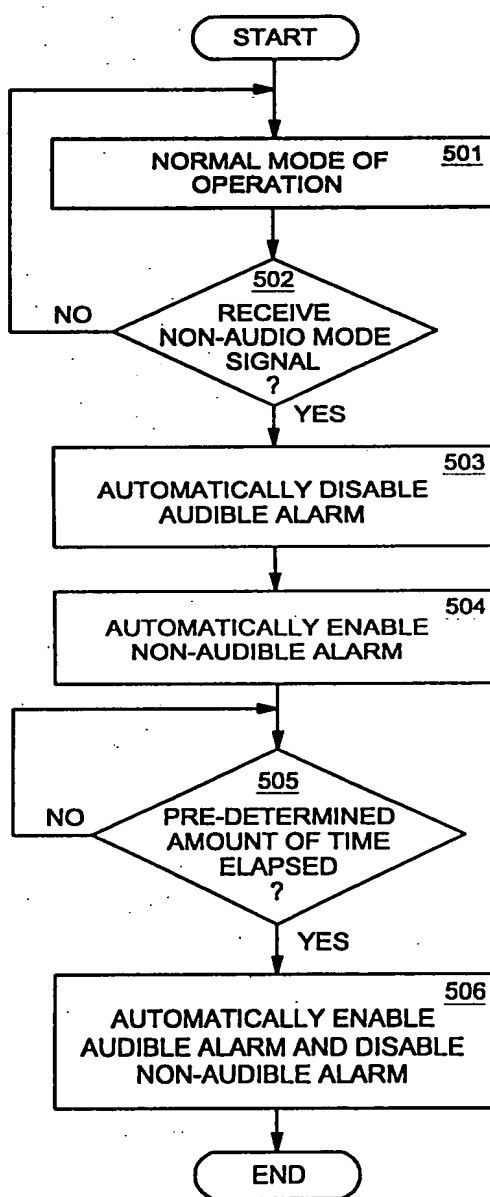 START
501
NORMAL MODE OF
OPERATION
502
RECEIVE
NON-AUDIO MODE
SIGNAL
?
NO
YES
503
AUTOMATICALLY DISABLE
AUDIBLE ALARM
504
AUTOMATICALLY ENABLE
NON-AUDIBLE ALARM
505
PRE-DETERMINED
AMOUNT OF TIME
ELAPSED
?
NO
YES
506
AUTOMATICALLY ENABLE
AUDIBLE ALARM AND DISABLE
NON-AUDIBLE ALARM
END